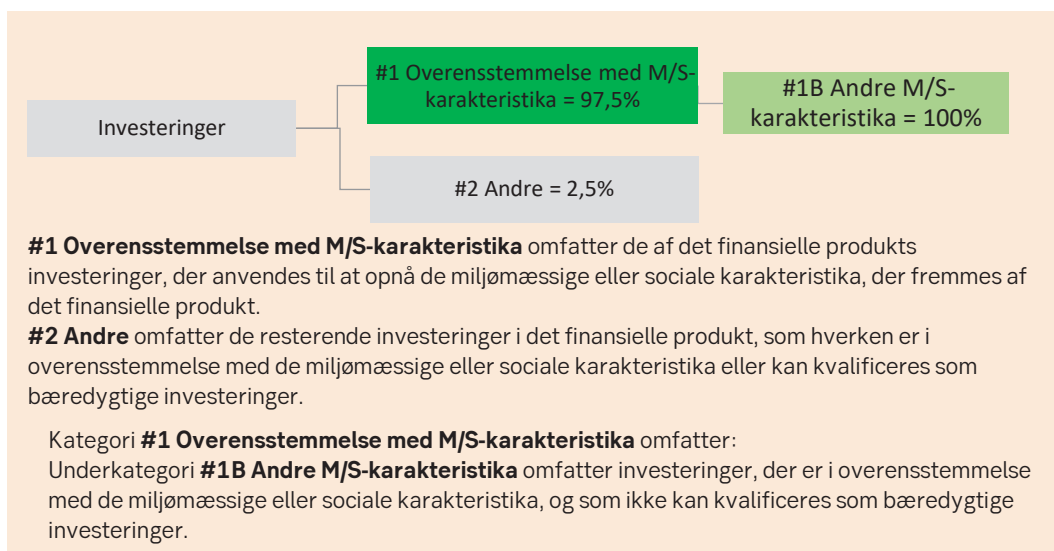 #1 Overensstemmelse med M/S-
karakteristika = 97,5%
#1B Andre M/S-
karakteristika = 100%
Investeringer
#2 Andre = 2,5%
#1 Overensstemmelse med M/S-karakteristika omfatter de af det finansielle produkts
investeringer, der anvendes til at opnå de miljømæssige eller sociale karakteristika, der fremmes af
det finansielle produkt.
#2 Andre omfatter de resterende investeringer i det finansielle produkt, som hverken er i
overensstemmelse med de miljømæssige eller sociale karakteristika eller kan kvalificeres som
bæredygtige investeringer.
Kategori #1 Overensstemmelse med M/S-karakteristika omfatter:
Underkategori #1B Andre M/S-karakteristika omfatter investeringer, der er i overensstemmelse
med de miljømæssige eller sociale karakteristika, og som ikke kan kvalificeres som bæredygtige
investeringer.